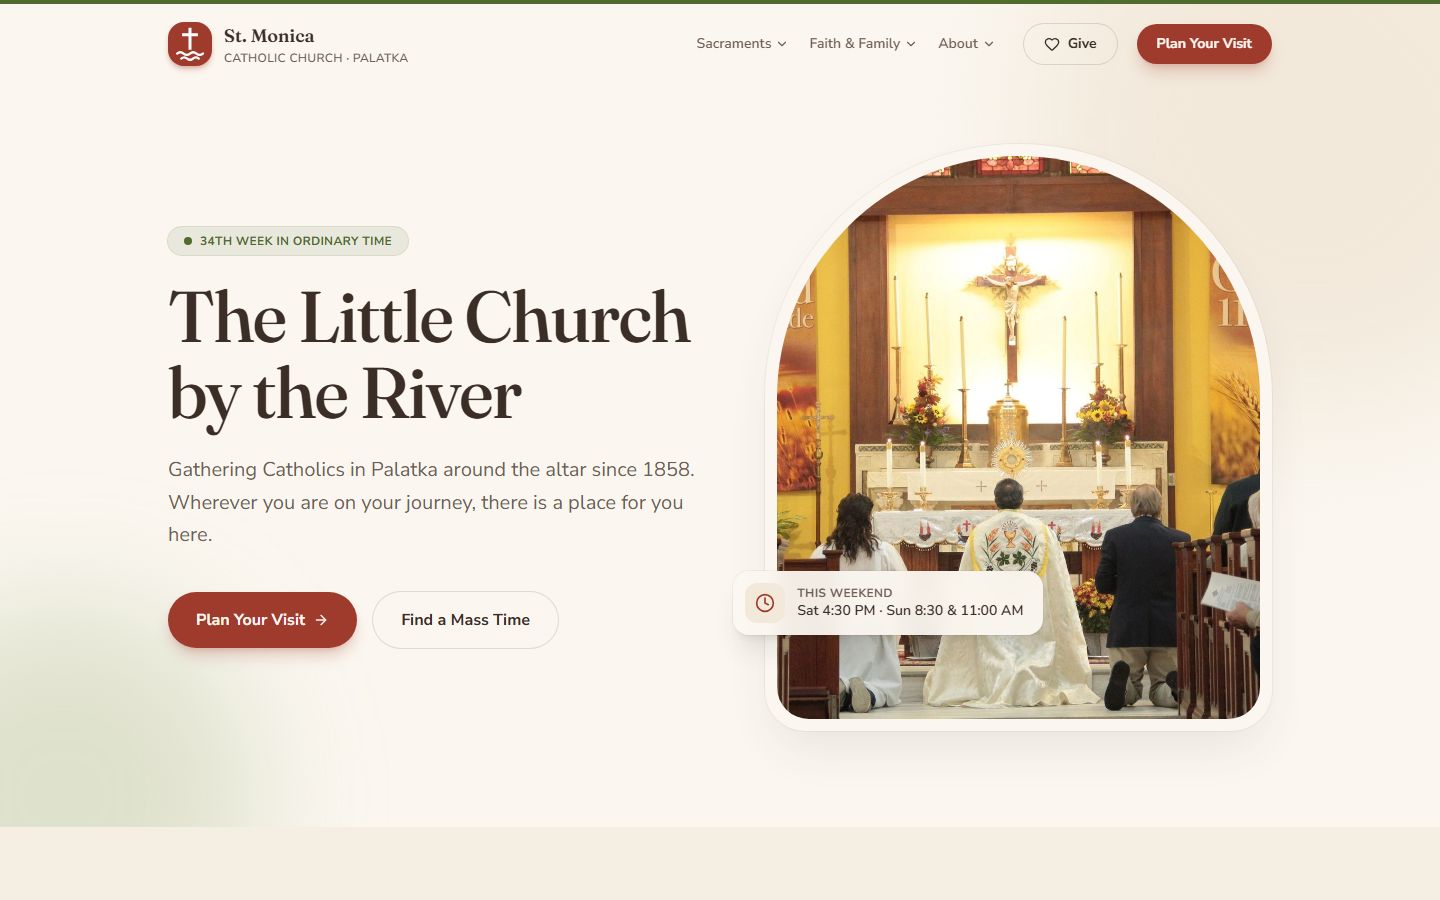 St. Monica
CATHOLIC CHURCH · PALATKA
Sacraments
Faith & Family
About
Give
Plan Your Visit
34TH WEEK IN ORDINARY TIME
The Little Church
by the River
Gathering Catholics in Palatka around the altar since 1858.
Wherever you are on your journey, there is a place for you
here.
Plan Your Visit
Find a Mass Time
THIS WEEKEND
Sat 4:30 PM · Sun 8:30 & 11:00 AM